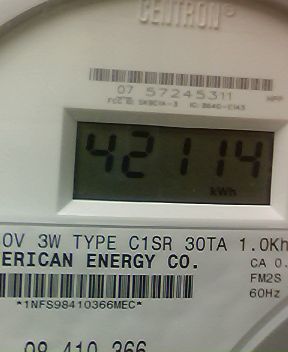 CENTRON®
07 57245311
42114
kWh
0V 3W TYPE C1SR 30TA 1.0Kh
ERICAN ENERGY CO.
CA 0.
FM2S
60Hz
*1NFS98410366MEC*
98 410 366